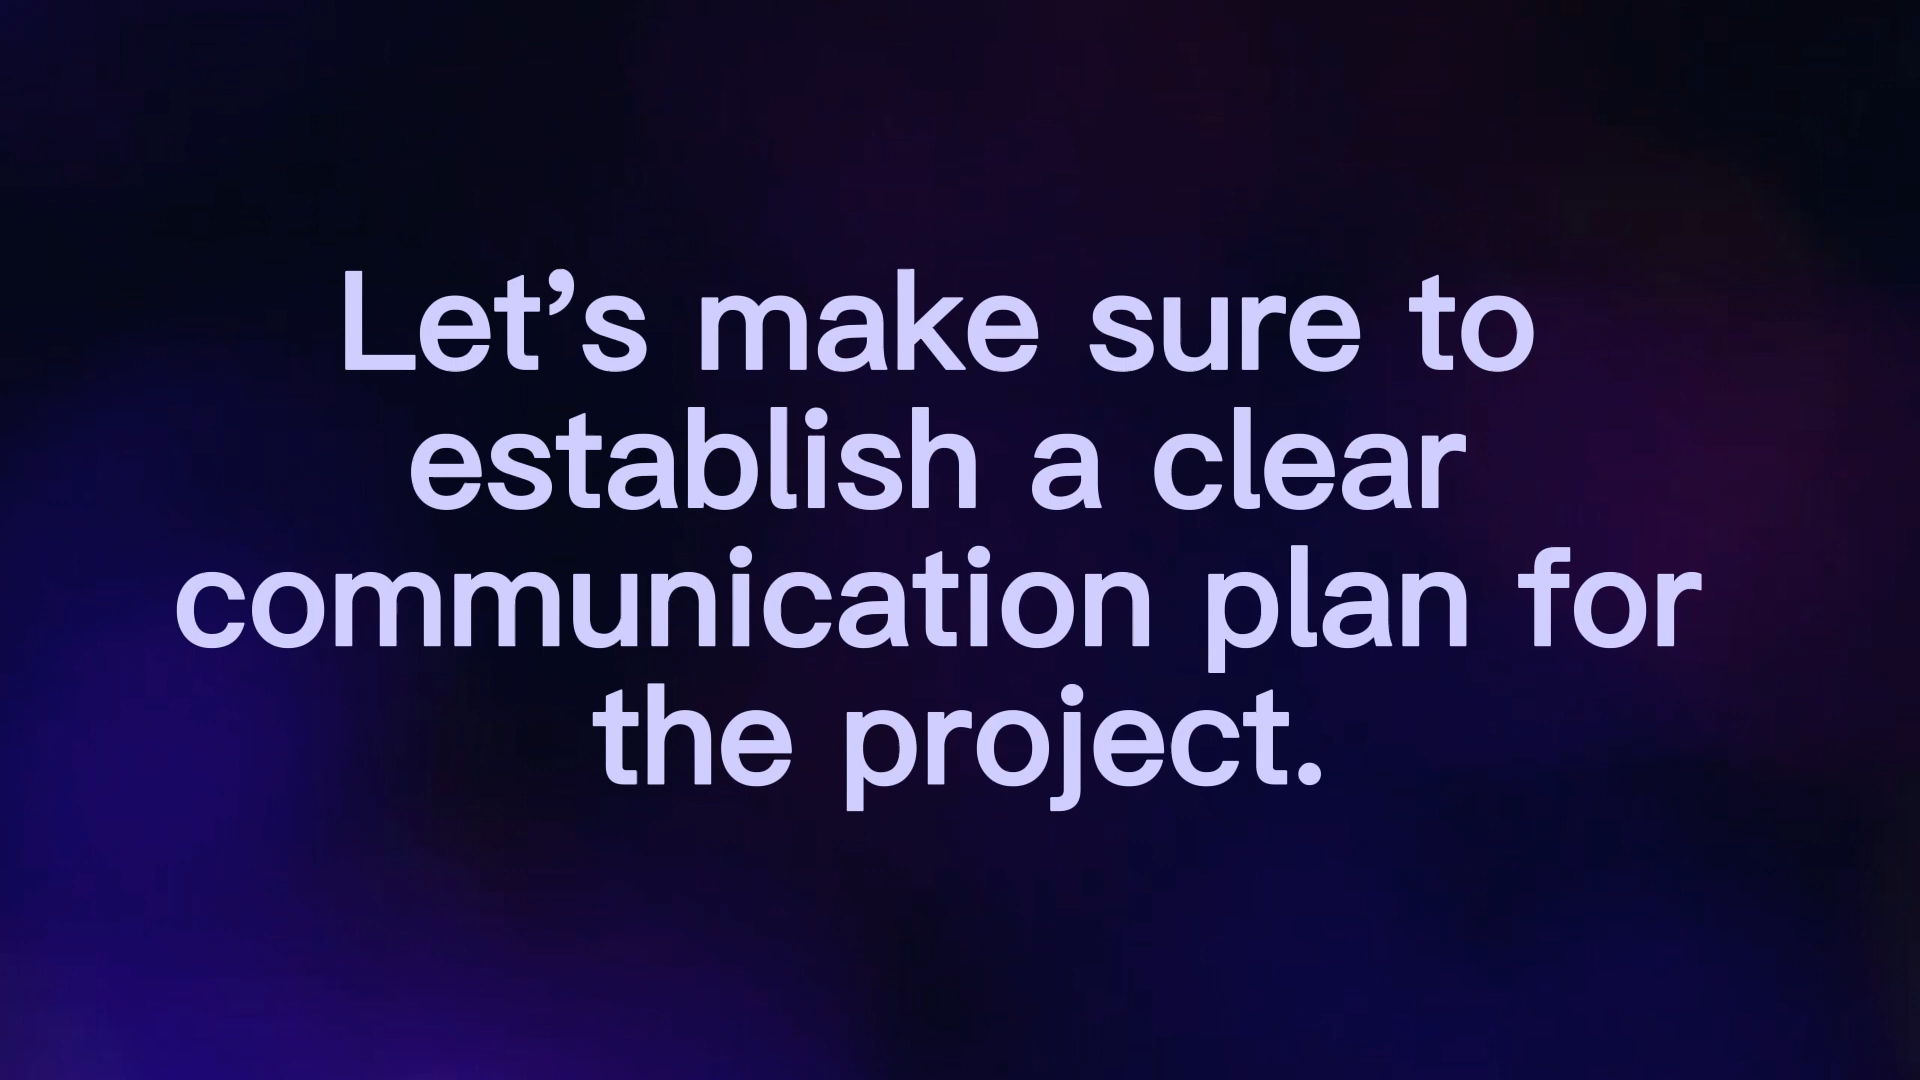 Let’s make sure to
establish a clear
communication plan for
the project.